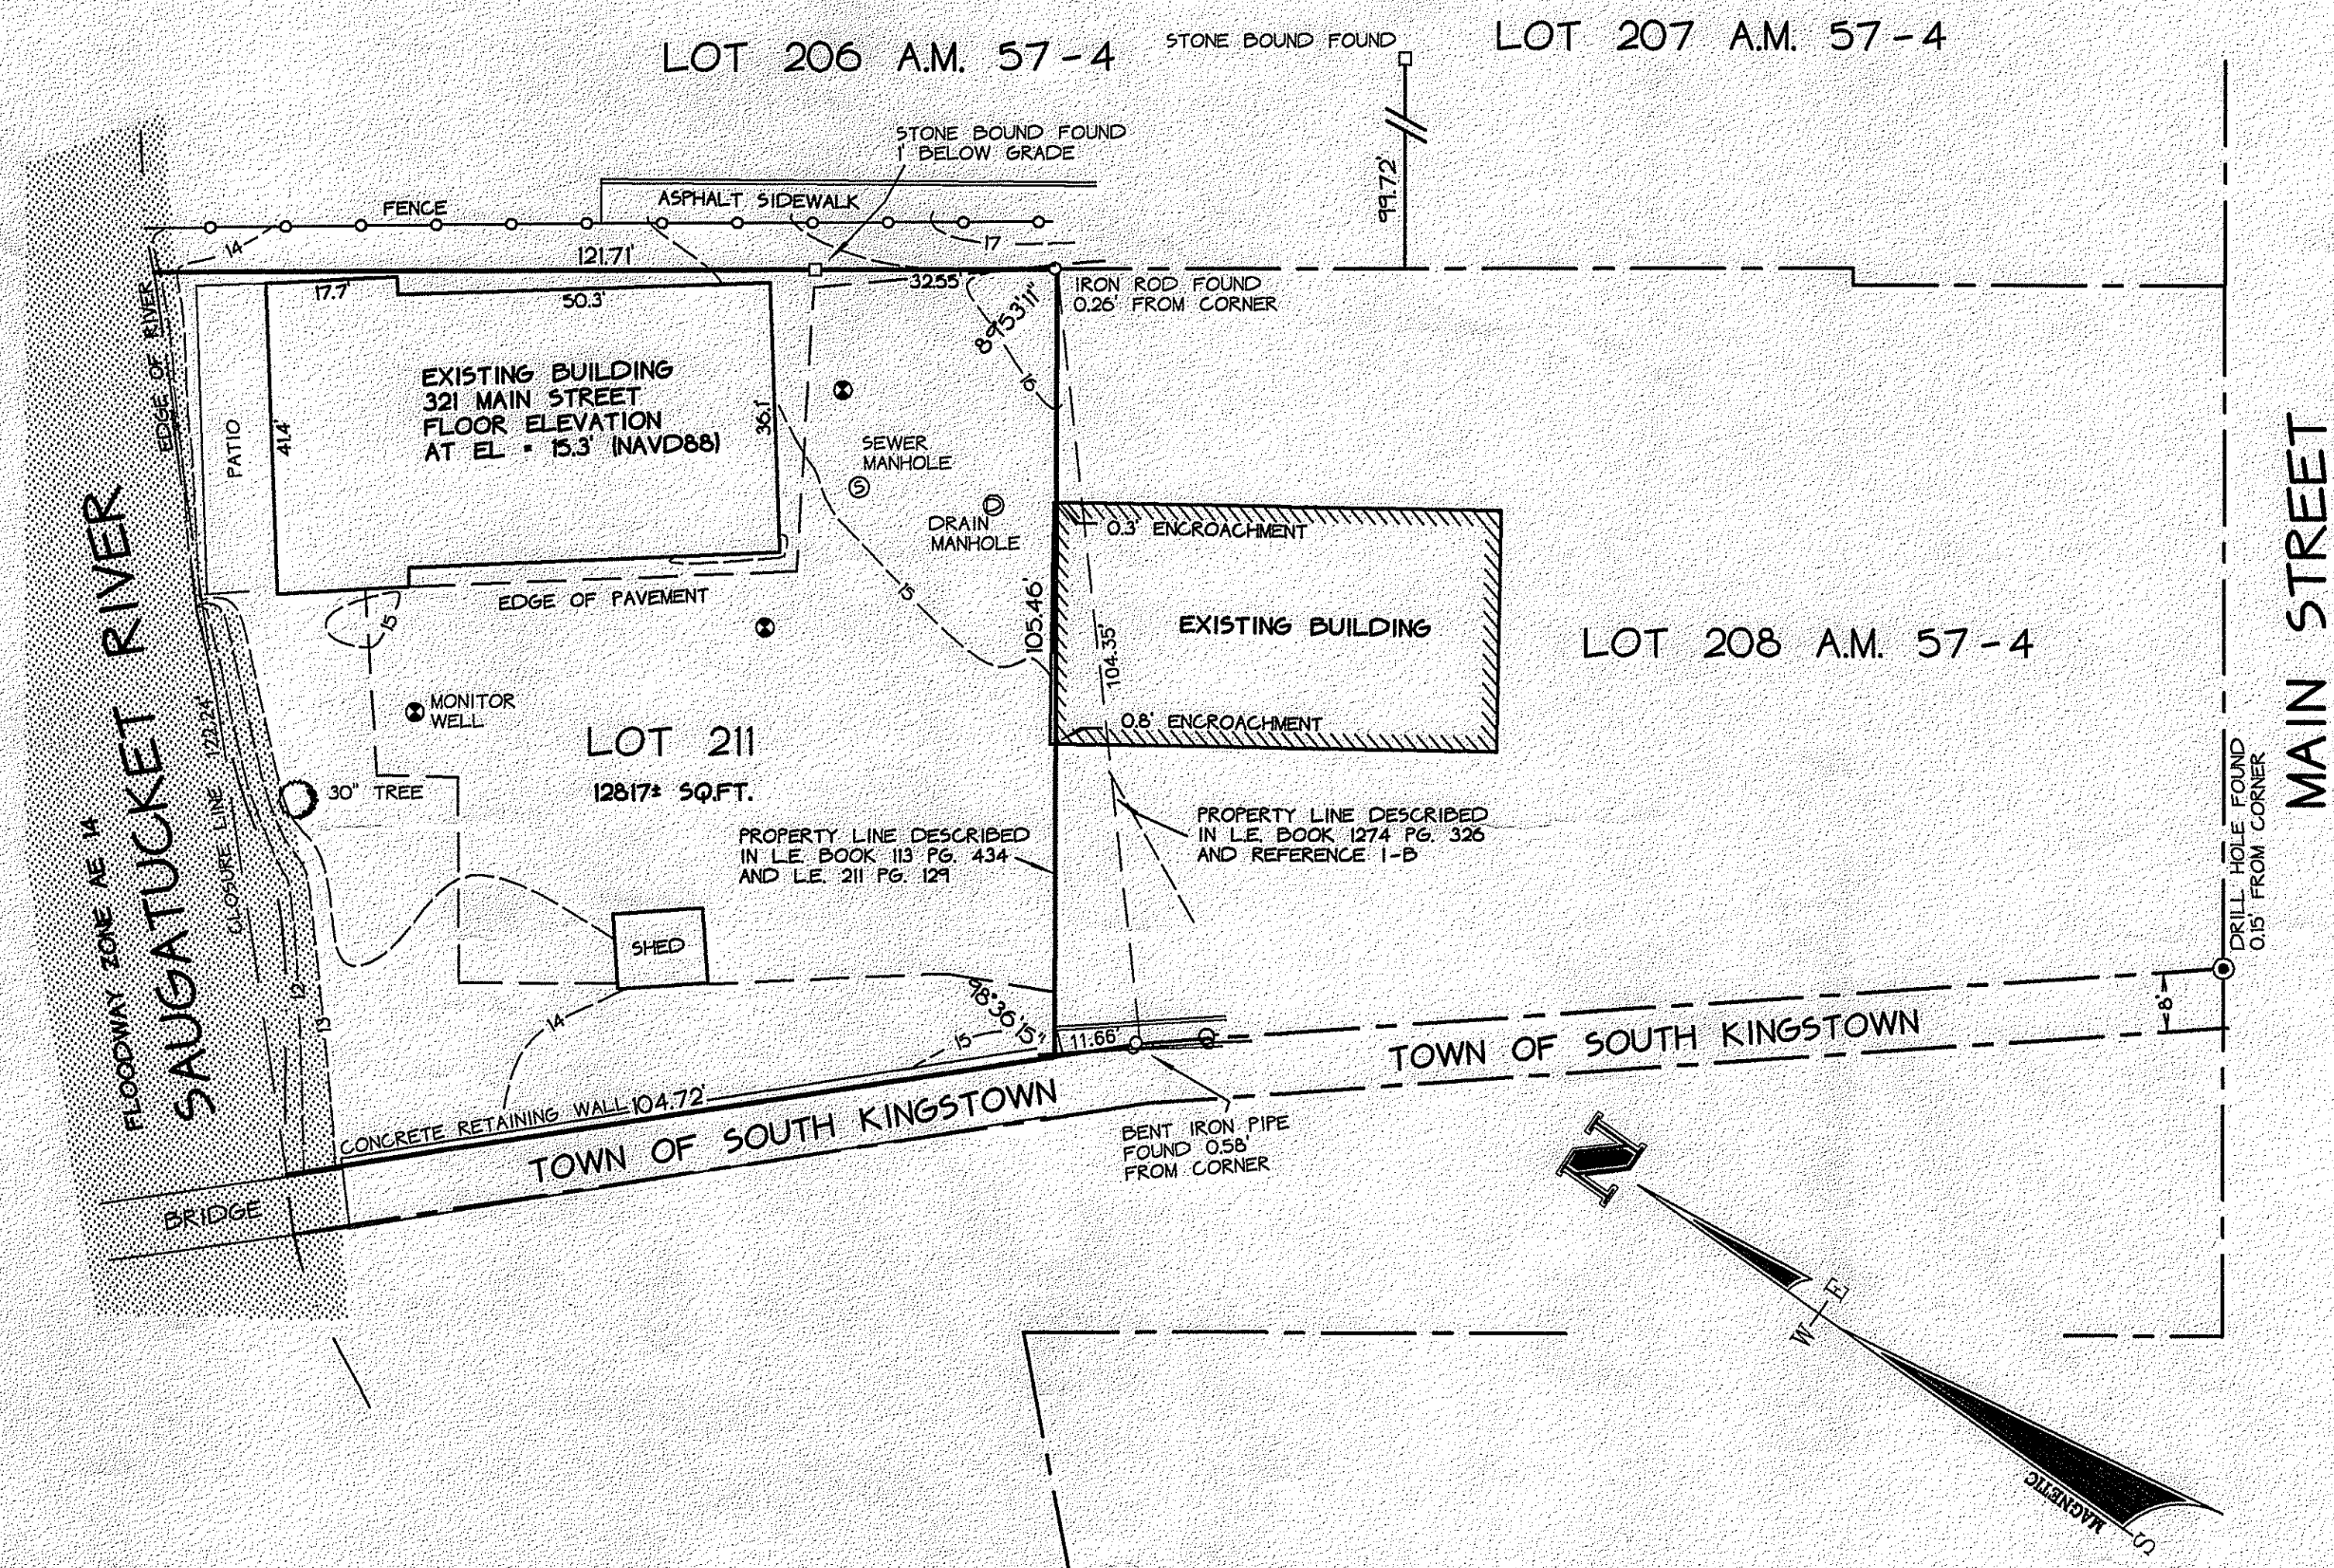 LOT 206 A.M. 57-4
STONE BOUND FOUND
LOT 207 A.M. 57-4
STONE BOUND FOUND
1' BELOW GRADE
99.72'
FENCE
ASPHALT SIDEWALK
14
17
121.71'
32.55'
IRON ROD FOUND
0.26' FROM CORNER
17.7'
50.3'
89°53'11"
16
EDGE OF RIVER
PATIO
41.4'
EXISTING BUILDING
321 MAIN STREET
FLOOR ELEVATION
AT EL = 15.3' (NAVD88)
36.1'
SEWER
MANHOLE
S
D
DRAIN
MANHOLE
0.3' ENCROACHMENT
EXISTING BUILDING
0.8' ENCROACHMENT
105.46'
104.35'
15
EDGE OF PAVEMENT
15
MONITOR
WELL
LOT 211
12817± SQ.FT.
LOT 208 A.M. 57-4
MAIN STREET
DRILL HOLE FOUND
0.15' FROM CORNER
FLOODWAY ZONE AE 14
SAUGATUCKET RIVER
122.24'
CLOSURE LINE
30" TREE
PROPERTY LINE DESCRIBED
IN L.E. BOOK 113 PG. 434
AND L.E. 211 PG. 129
PROPERTY LINE DESCRIBED
IN L.E. BOOK 1274 PG. 326
AND REFERENCE 1-B
SHED
12
13
14
15
98°36'15"
11.66'
8'
TOWN OF SOUTH KINGSTOWN
CONCRETE RETAINING WALL
104.72'
TOWN OF SOUTH KINGSTOWN
BENT IRON PIPE
FOUND 0.58'
FROM CORNER
BRIDGE
N
E
W
MAGNETIC
S